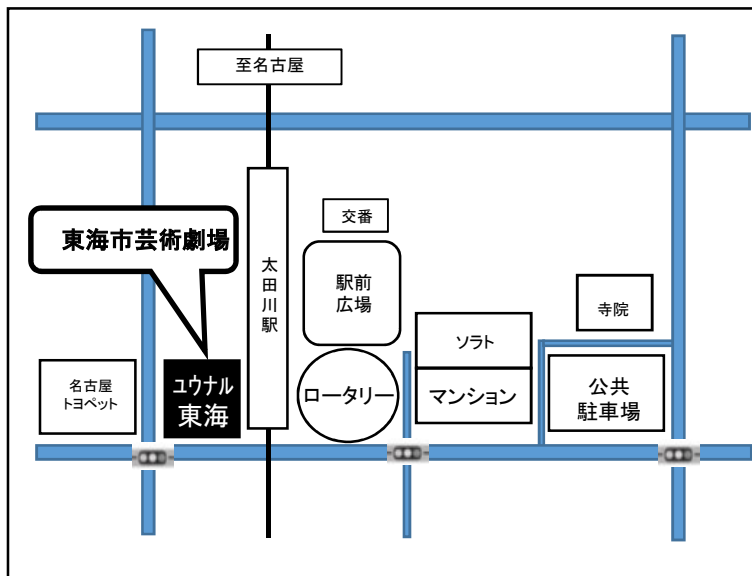 至名古屋
交番
東海市芸術劇場
太田川駅
駅前
広場
寺院
ソラト
名古屋
トヨペット
ユウナル
東海
ロータリー
マンション
公共
駐車場